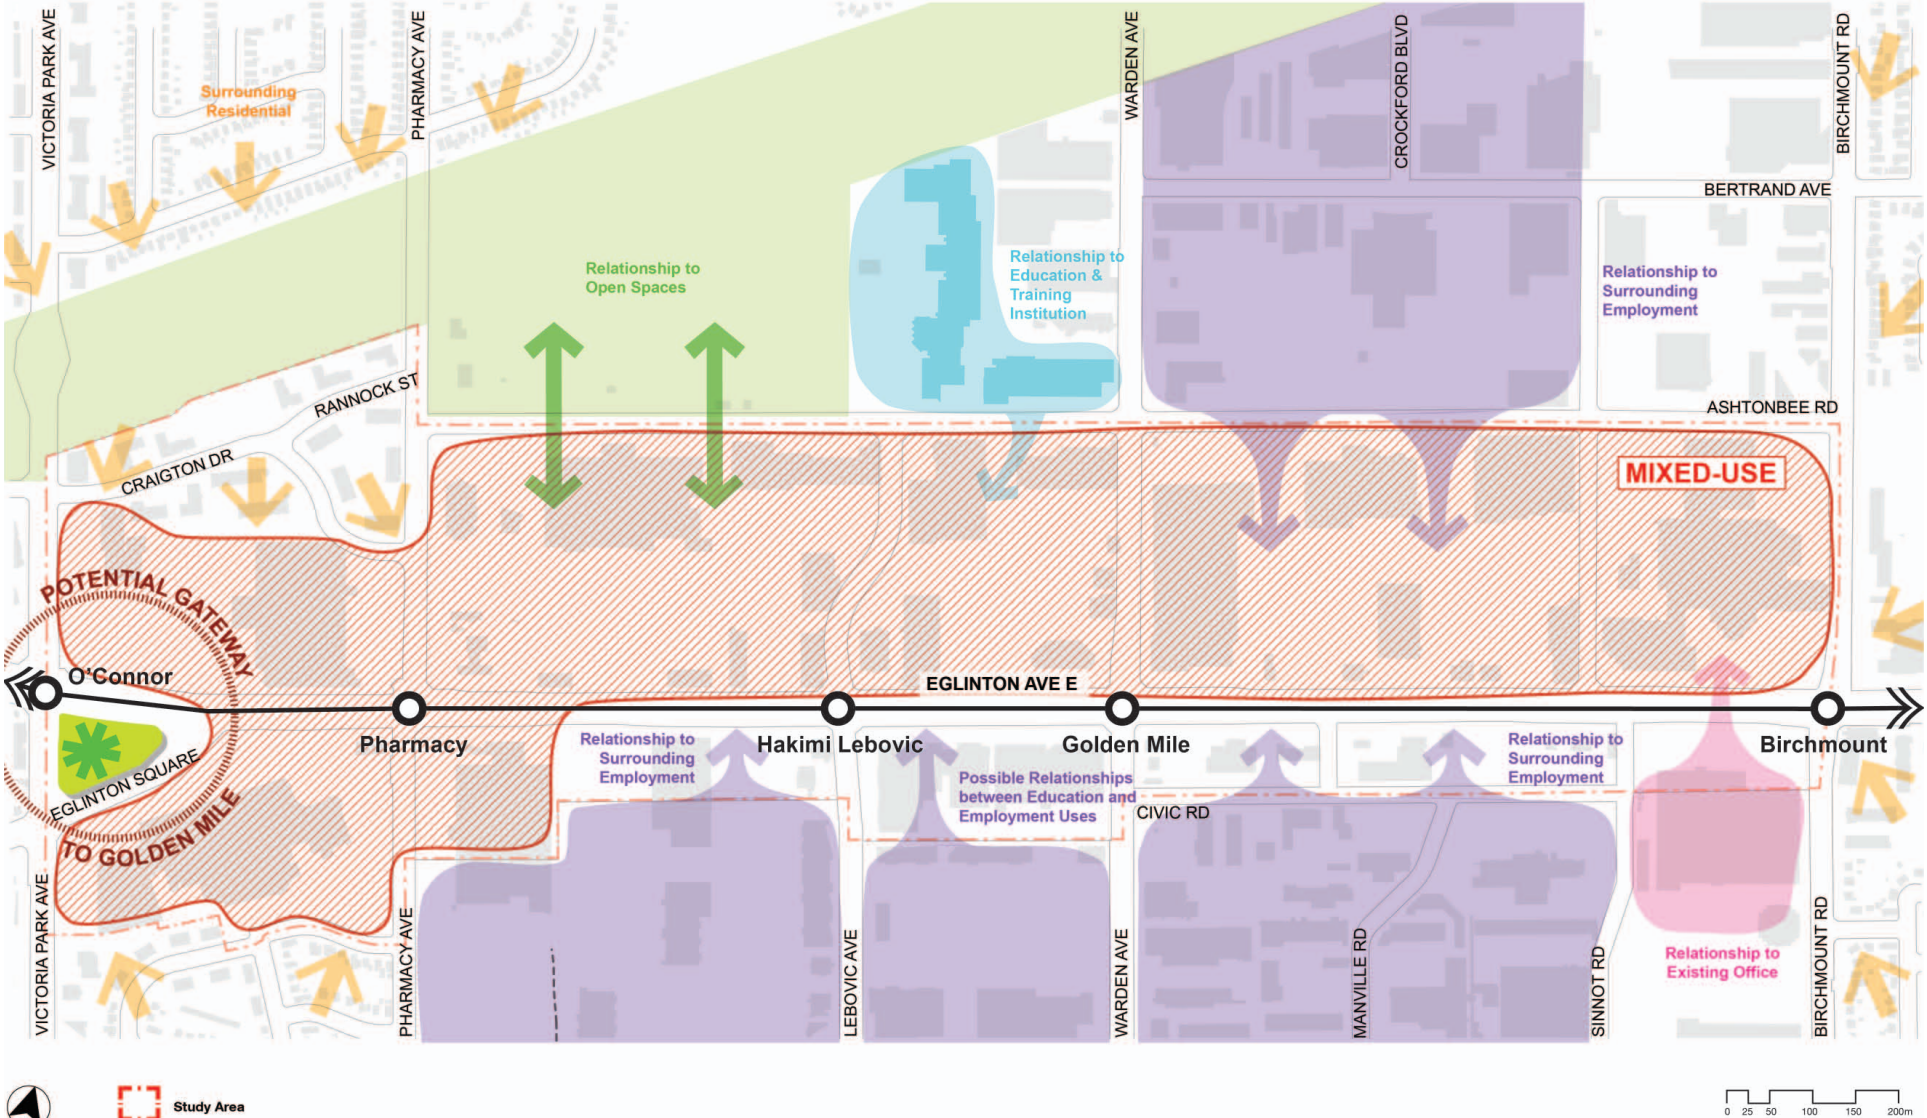 VICTORIA PARK AVE
PHARMACY AVE
WARDEN AVE
CROCKFORD BLVD
BIRCHMOUNT RD
Surrounding
Residential
BERTRAND AVE
Relationship to
Open Spaces
Relationship to
Education &
Training
Institution
Relationship to
Surrounding
Employment
RANNOCK ST
ASHTONBEE RD
CRAIGTON DR
MIXED-USE
POTENTIAL GATEWAY
O'Connor
EGLINTON AVE E
Pharmacy
Hakimi Lebovic
Golden Mile
Birchmount
EGLINTON SQUARE
TO GOLDEN MILE
Relationship to
Surrounding
Employment
Possible Relationships
between Education and
Employment Uses
Relationship to
Surrounding
Employment
CIVIC RD
VICTORIA PARK AVE
PHARMACY AVE
LEBOVIC AVE
WARDEN AVE
MANVILLE RD
SINNOT RD
Relationship to
Existing Office
BIRCHMOUNT RD
Study Area
0 25 50 100 150 200m